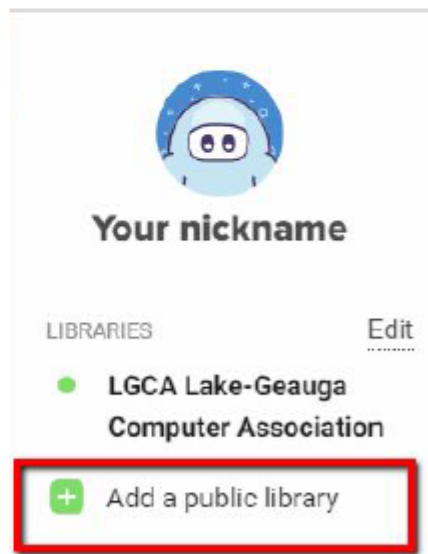 Your nickname
LIBRARIES Edit
LGCA Lake-Geauga
Computer Association
Add a public library